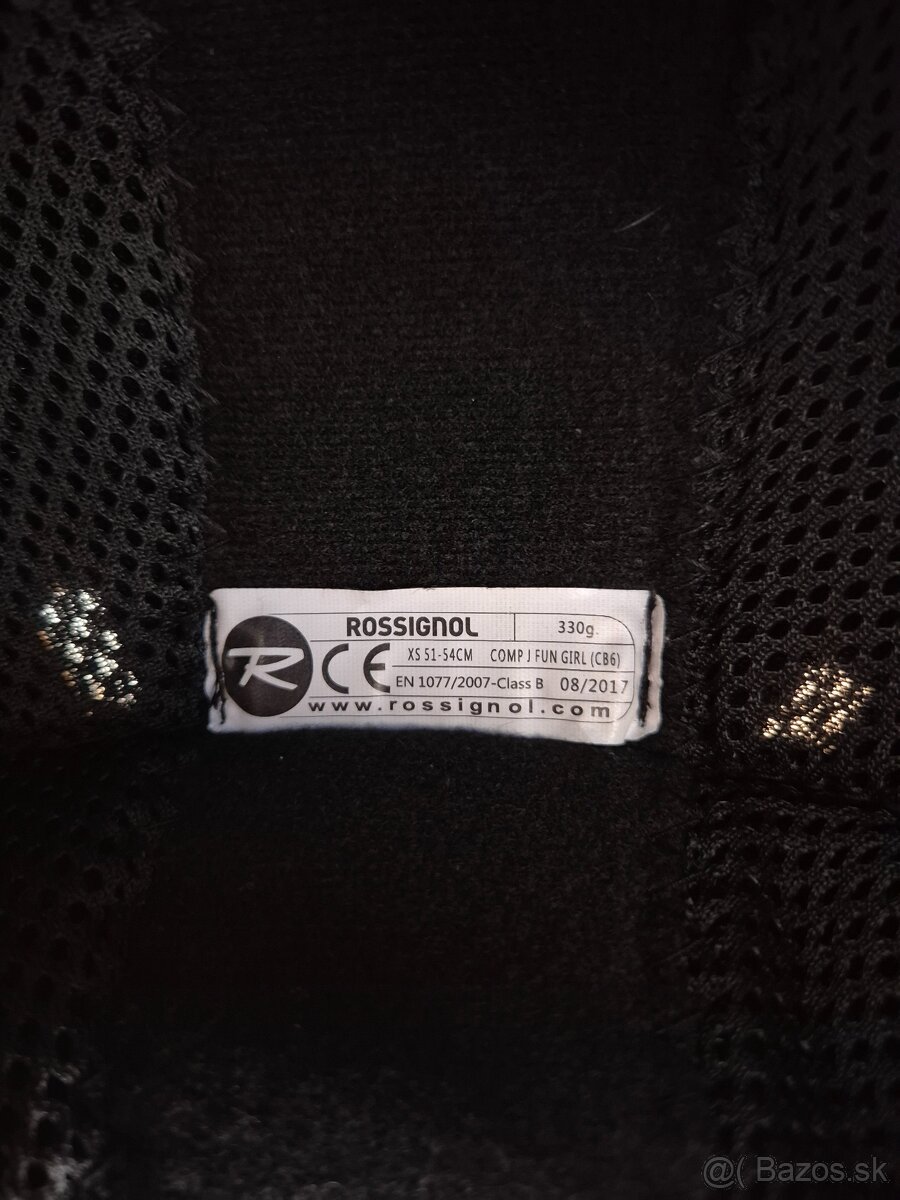 ROSSIGNOL 330g.
R CE XS 51-54CM COMP J FUN GIRL (CB6)
EN 1077/2007-Class B 08/2017
www.rossignol.com
@( Bazos.sk